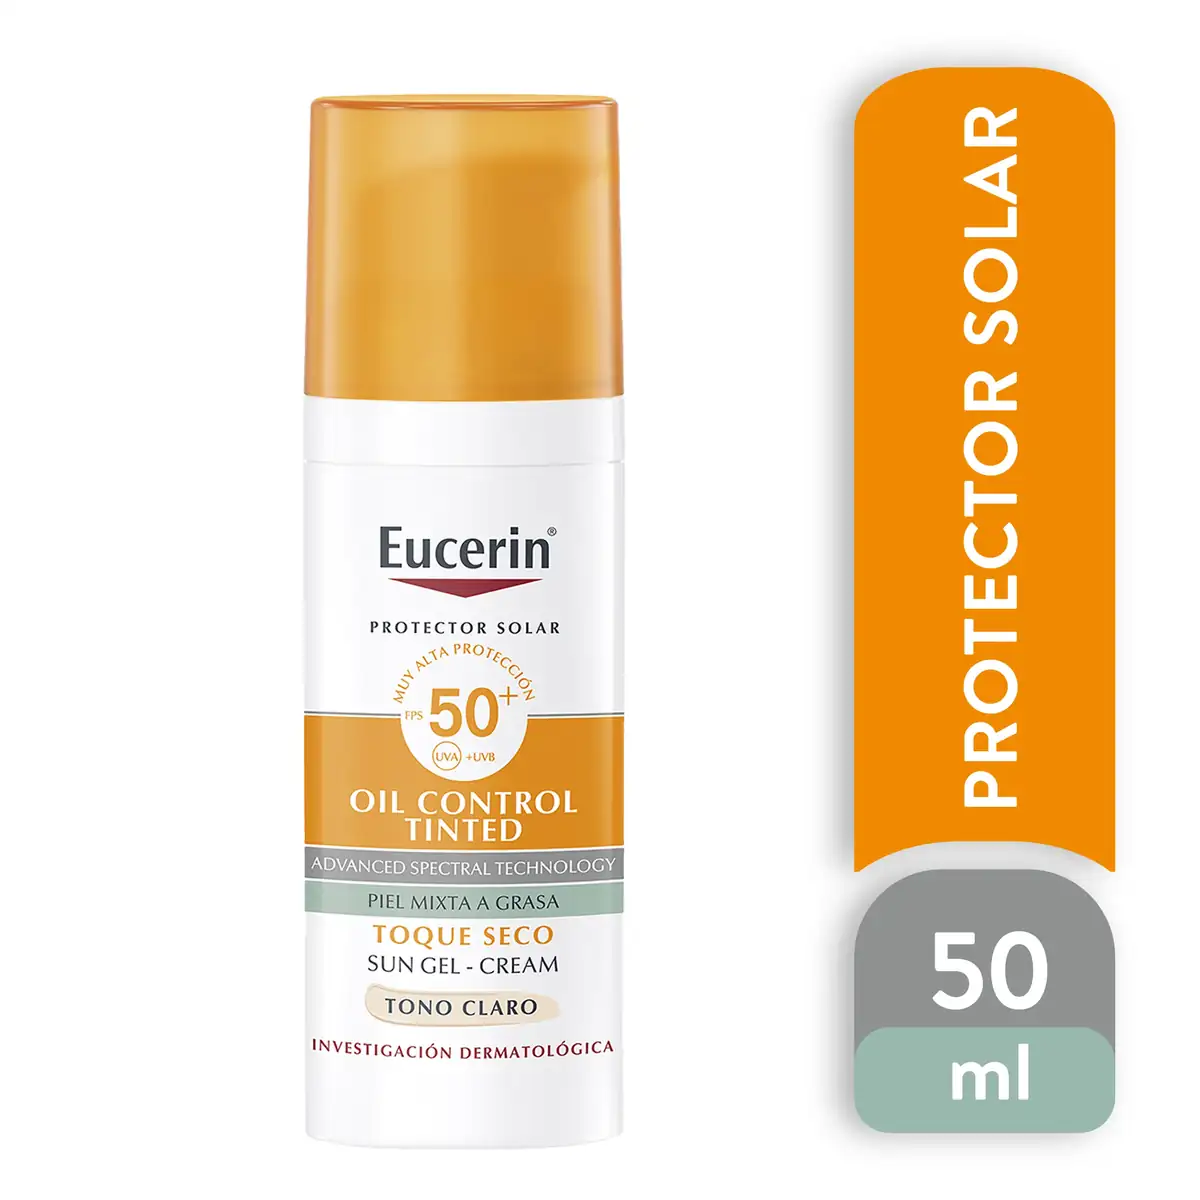 Eucerin®
PROTECTOR SOLAR
MUY ALTA PROTECCIÓN
FPS 50+
UVA +UVB
OIL CONTROL
TINTED
ADVANCED SPECTRAL TECHNOLOGY
PIEL MIXTA A GRASA
TOQUE SECO
SUN GEL - CREAM
TONO CLARO
INVESTIGACIÓN DERMATOLÓGICA
PROTECTOR SOLAR
50
ml